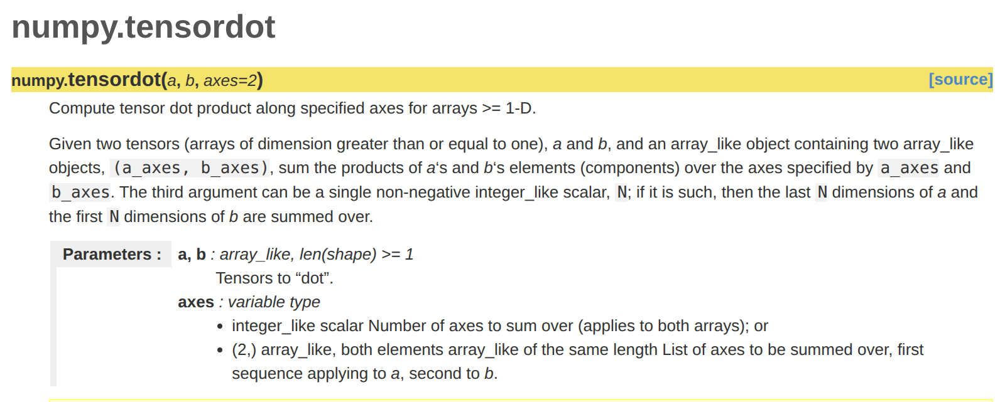 numpy.tensordot
numpy.tensordot(a, b, axes=2) [source]
Compute tensor dot product along specified axes for arrays >= 1-D.
Given two tensors (arrays of dimension greater than or equal to one), a and b, and an array_like object containing two array_like
objects, (a_axes, b_axes), sum the products of a‘s and b‘s elements (components) over the axes specified by a_axes and
b_axes. The third argument can be a single non-negative integer_like scalar, N; if it is such, then the last N dimensions of a and
the first N dimensions of b are summed over.
Parameters : a, b : array_like, len(shape) >= 1
Tensors to “dot”.
axes : variable type
• integer_like scalar Number of axes to sum over (applies to both arrays); or
• (2,) array_like, both elements array_like of the same length List of axes to be summed over, first
sequence applying to a, second to b.